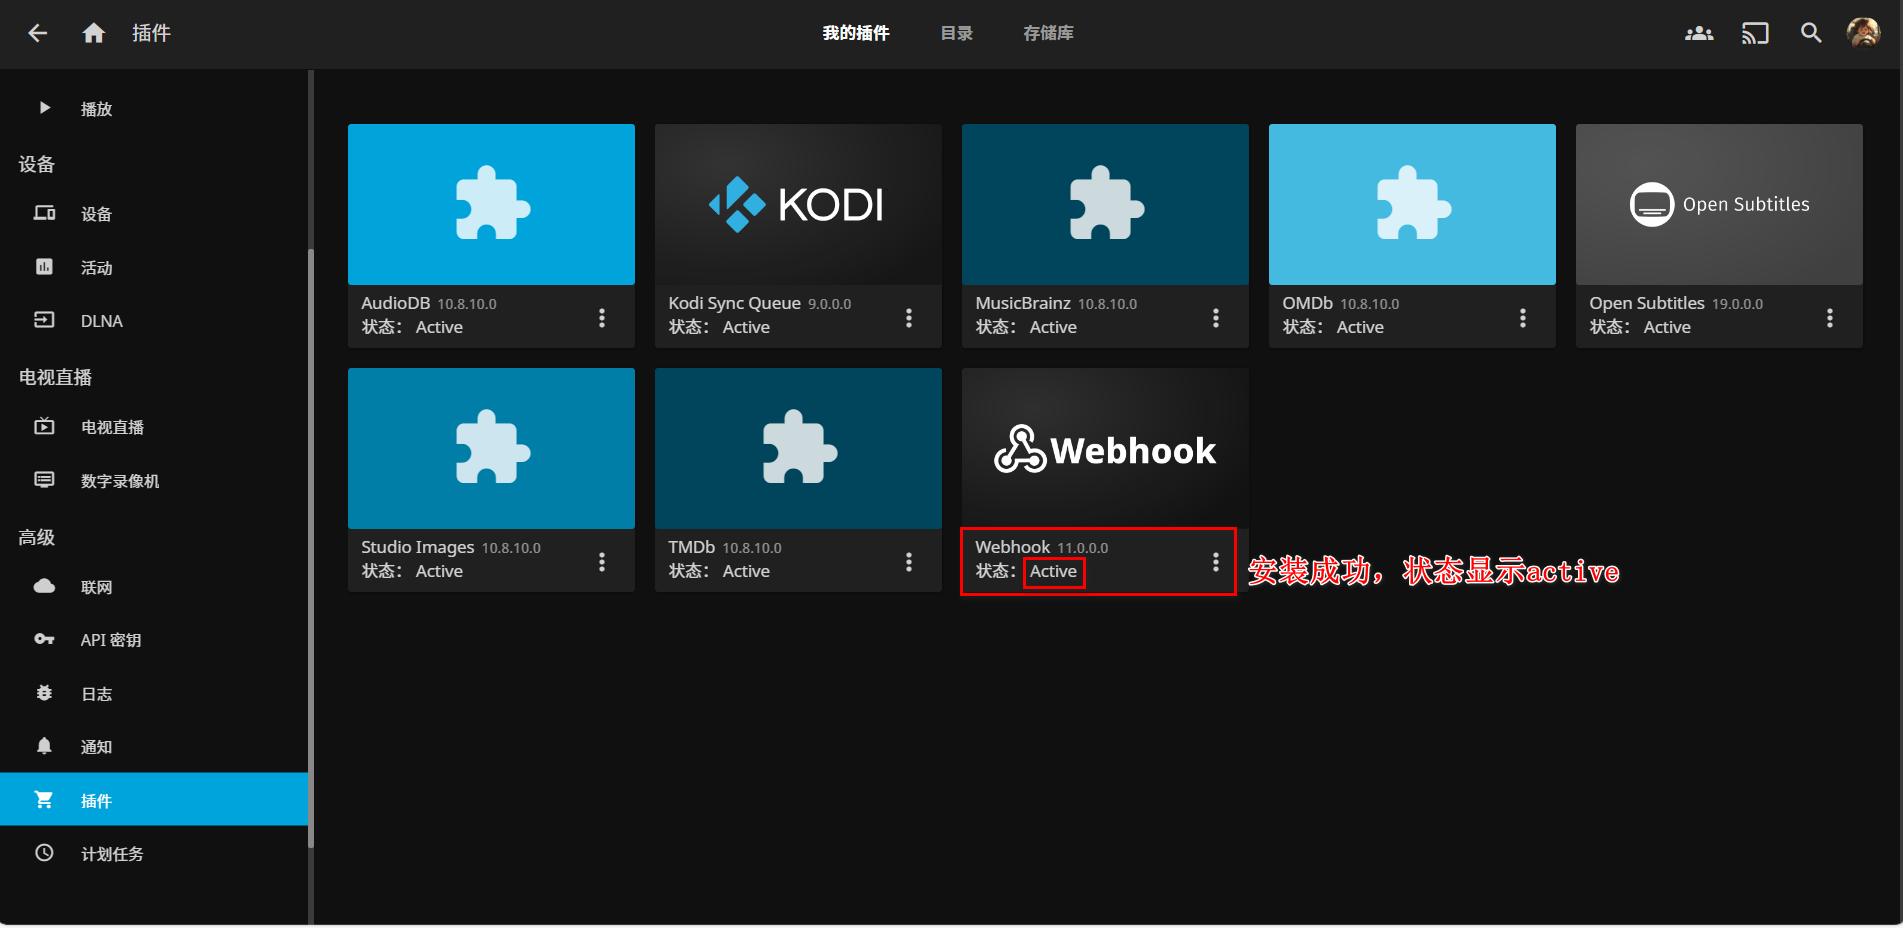 插件
我的插件
目录
存储库
播放
设备
设备
活动
DLNA
电视直播
电视直播
数字录像机
高级
联网
API 密钥
日志
通知
插件
计划任务
KODI
Open Subtitles
AudioDB 10.8.10.0
状态： Active
Kodi Sync Queue 9.0.0.0
状态： Active
MusicBrainz 10.8.10.0
状态： Active
OMDb 10.8.10.0
状态： Active
Open Subtitles 19.0.0.0
状态： Active
Webhook
Studio Images 10.8.10.0
状态： Active
TMDb 10.8.10.0
状态： Active
Webhook 11.0.0.0
状态： Active
安装成功，状态显示active